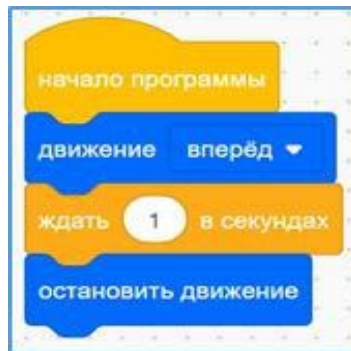 начало программы
движение вперёд
ждать 1 в секундах
остановить движение